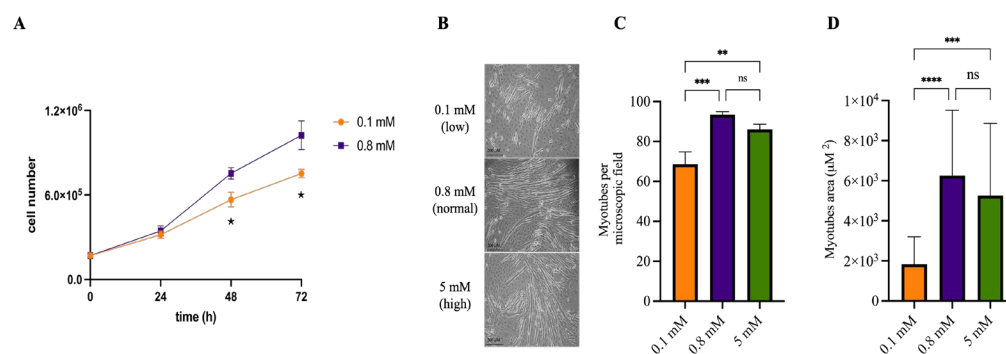 A
1.2×10⁶
6.0×10⁵
0.0
cell number
0
24
48
72
time (h)
*
*
0.1 mM
0.8 mM
B
0.1 mM
(low)
0.8 mM
(normal)
5 mM
(high)
C
**
***
ns
100
80
60
40
20
0
Myotubes per
microscopic field
0.1 mM
0.8 mM
5 mM
D
***
****
ns
1×10⁴
8×10³
6×10³
4×10³
2×10³
0
Myotubes area (μM ²)
0.1 mM
0.8 mM
5 mM